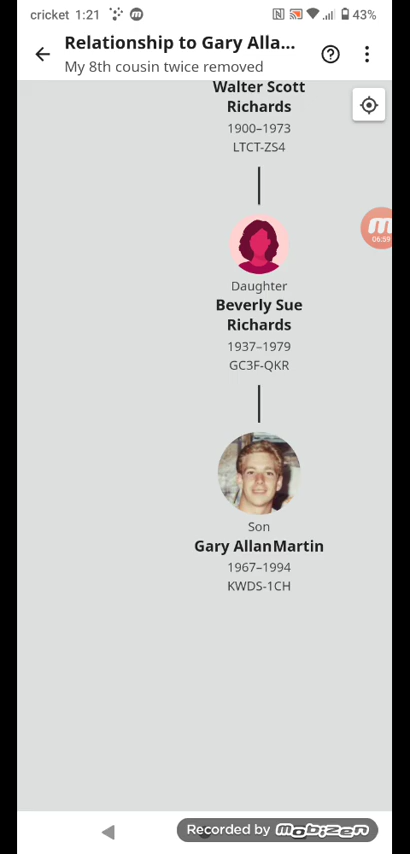 cricket 1:21 43%
Relationship to Gary Alla...
My 8th cousin twice removed
Walter Scott
Richards
1900–1973
LTCT-ZS4
06:59
Daughter
Beverly Sue
Richards
1937–1979
GC3F-QKR
Son
Gary AllanMartin
1967–1994
KWDS-1CH
Recorded by mobizen